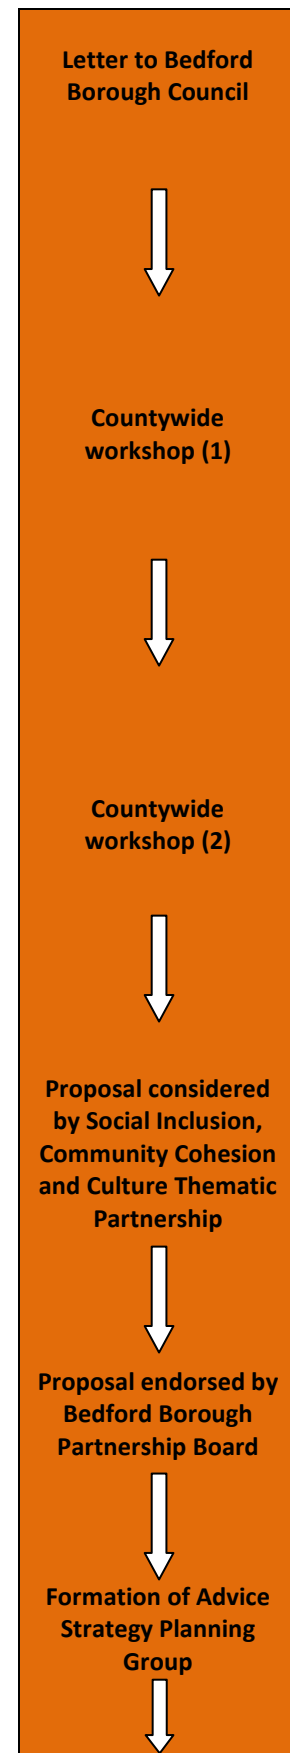 Letter to Bedford
Borough Council
Countywide
workshop (1)
Countywide
workshop (2)
Proposal considered
by Social Inclusion,
Community Cohesion
and Culture Thematic
Partnership
Proposal endorsed by
Bedford Borough
Partnership Board
Formation of Advice
Strategy Planning
Group